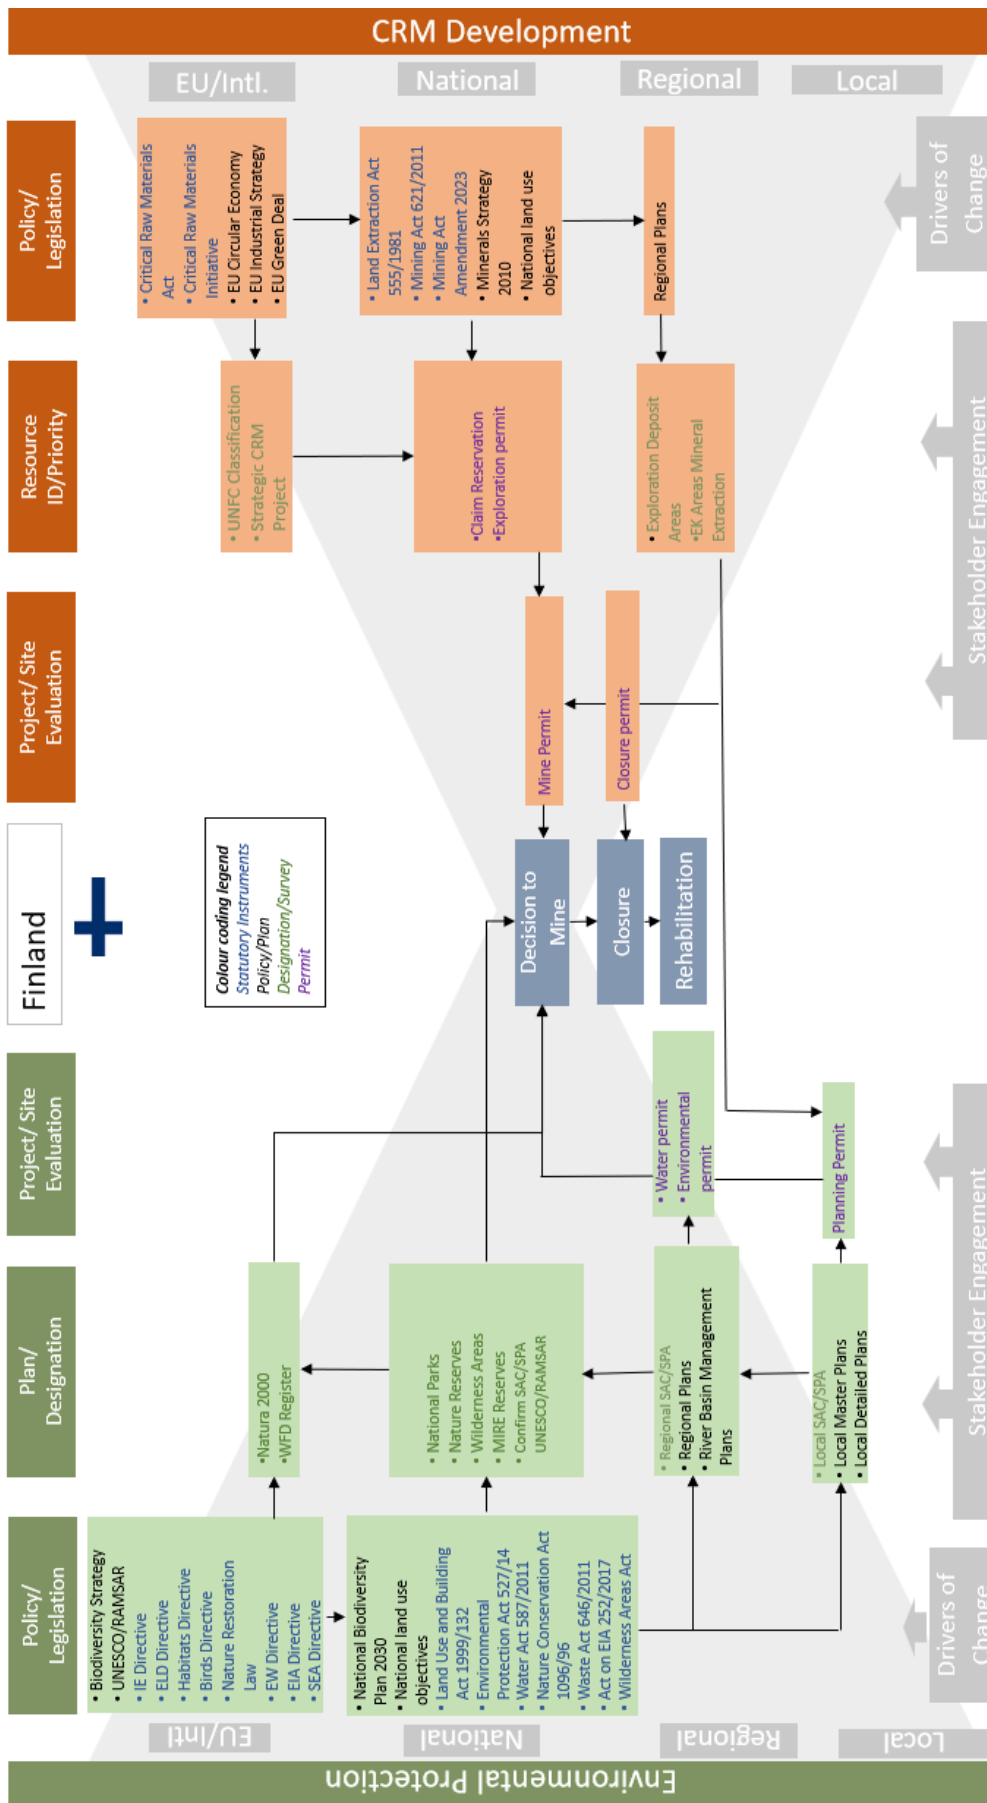 Environmental Protection
CRM Development
Policy/
Legislation
Plan/
Designation
Project/ Site
Evaluation
Finland
Project/ Site
Evaluation
Resource
ID/Priority
Policy/
Legislation
EU/Intl
National
Regional
Local
• Biodiversity Strategy
• UNESCO/RAMSAR
• IE Directive
• ELD Directive
• Habitats Directive
• Birds Directive
• Nature Restoration
Law
• EW Directive
• EIA Directive
• SEA Directive
• National Biodiversity
Plan 2030
• National land use
objectives
• Land Use and Building
Act 1999/132
• Environmental
Protection Act 527/14
• Water Act 587/2011
• Nature Conservation Act
1096/96
• Waste Act 646/2011
• Act on EIA 252/2017
• Wilderness Areas Act
• Natura 2000
• WFD Register
• National Parks
• Nature Reserves
• Wilderness Areas
• MIRE Reserves
• Confirm SAC/SPA
UNESCO/RAMSAR
• Regional SAC/SPA
• Regional Plans
• River Basin Management
Plans
• Local SAC/SPA
• Local Master Plans
• Local Detailed Plans
• Water permit
• Environmental
permit
Planning Permit
Colour coding legend
Statutory Instruments
Policy/Plan
Designation/Survey
Permit
Decision to
Mine
Closure
Rehabilitation
Mine Permit
Closure permit
• UNFC Classification
• Strategic CRM
Project
•Claim Reservation
•Exploration permit
• Exploration Deposit
Areas
•EK Areas Mineral
Extraction
• Critical Raw Materials
Act
• Critical Raw Materials
Initiative
• EU Circular Economy
• EU Industrial Strategy
• EU Green Deal
• Land Extraction Act
555/1981
• Mining Act 621/2011
• Mining Act
Amendment 2023
• Minerals Strategy
2010
• National land use
objectives
Regional Plans
EU/Intl.
National
Regional
Local
Drivers of
Change
Stakeholder Engagement
Stakeholder Engagement
Drivers of
Change